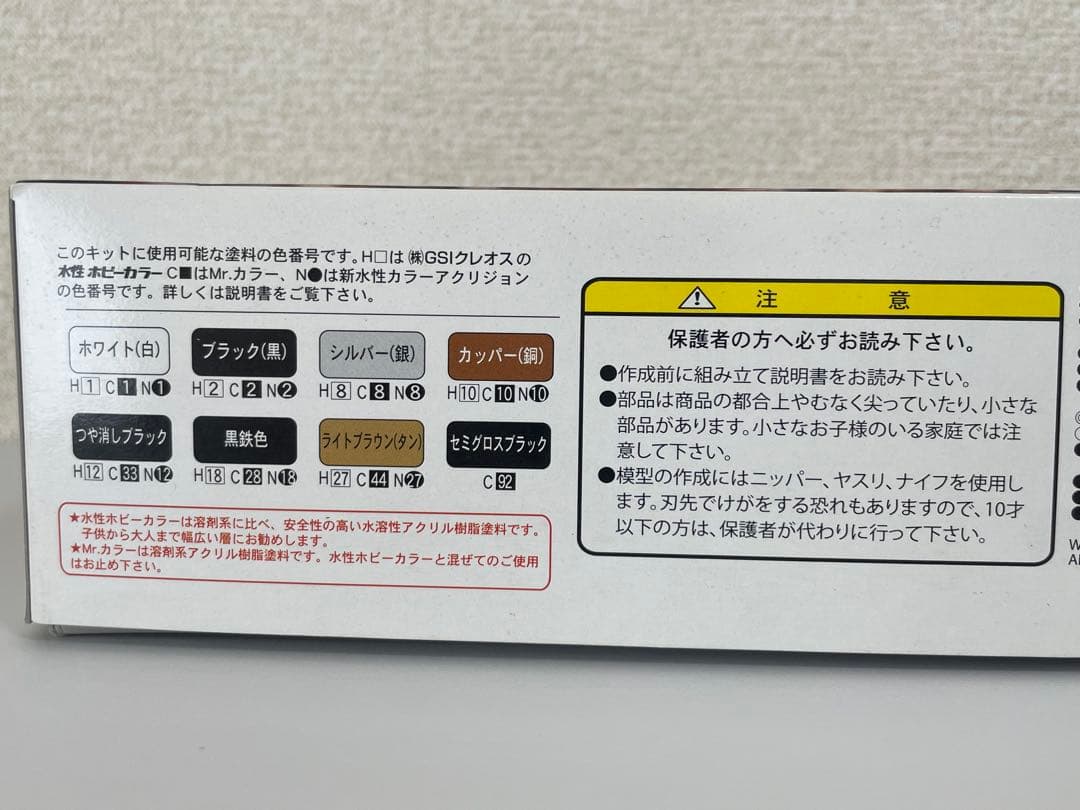 このキットに使用可能な塗料の色番号です。H□は ㈱GSIクレオスの
水性ホビーカラー C■はMr.カラー、N●は新水性カラーアクリジョン
の色番号です。詳しくは説明書をご覧下さい。
ホワイト(白) ブラック(黒) シルバー(銀) カッパー(銅)
H1 C1 N1 H2 C2 N2 H8 C8 N8 H10 C10 N10
つや消しブラック 黒鉄色 ライトブラウン(タン) セミグロスブラック
H12 C33 N12 H18 C28 N18 H27 C44 N27 C92
★水性ホビーカラーは溶剤系に比べ、安全性の高い水溶性アクリル樹脂塗料です。
子供から大人まで幅広い層にお勧めします。
★Mr.カラーは溶剤系アクリル樹脂塗料です。水性ホビーカラーと混ぜてのご使用
はお止め下さい。
注意
保護者の方へ必ずお読み下さい。
●作成前に組み立て説明書をお読み下さい。
●部品は商品の都合上やむなく尖っていたり、小さな
部品があります。小さなお子様のいる家庭では注
意して下さい。
●模型の作成にはニッパー、ヤスリ、ナイフを使用し
ます。刃先でけがをする恐れもありますので、10才
以下の方は、保護者が代わりに行って下さい。